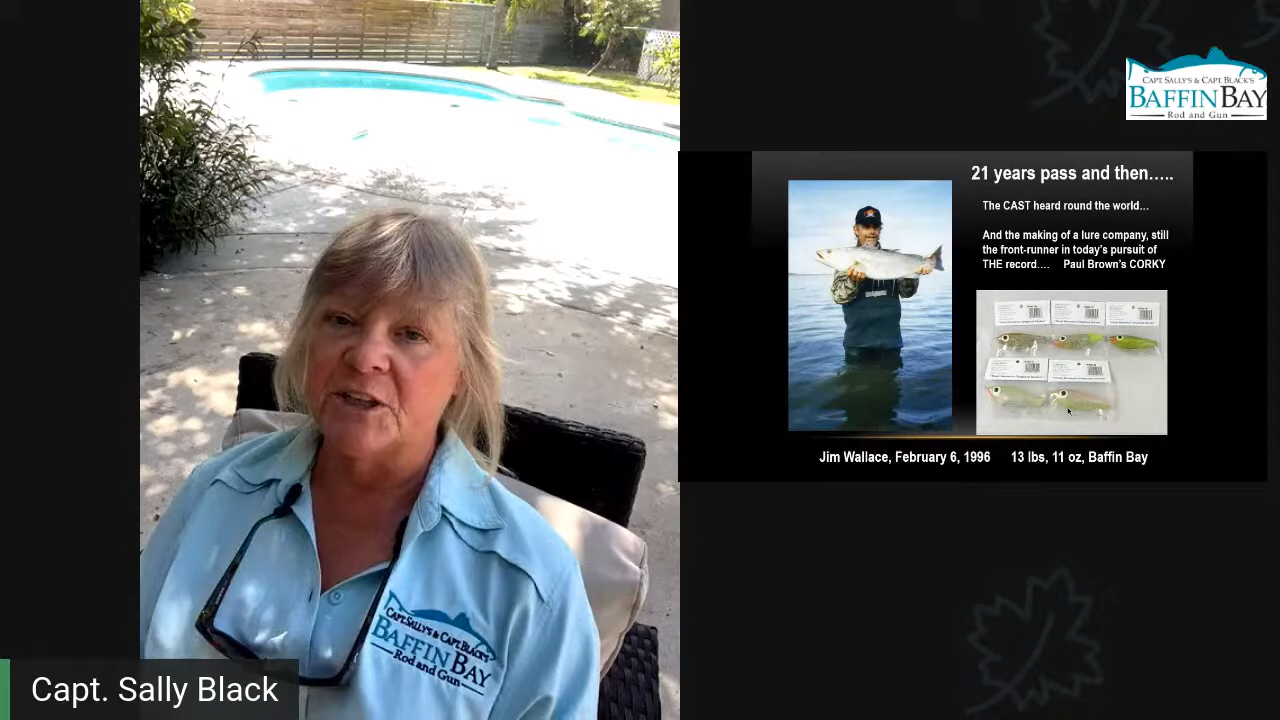 CAPT. SALLY'S & CAPT. BLACK'S
BAFFIN BAY
Rod and Gun
21 years pass and then…..
The CAST heard round the world…
And the making of a lure company, still
the front-runner in today's pursuit of
THE record…. Paul Brown's CORKY
Jim Wallace, February 6, 1996 13 lbs, 11 oz, Baffin Bay
CAPT. SALLY'S & CAPT. BLACK'S
BAFFIN BAY
Rod and Gun
Capt. Sally Black